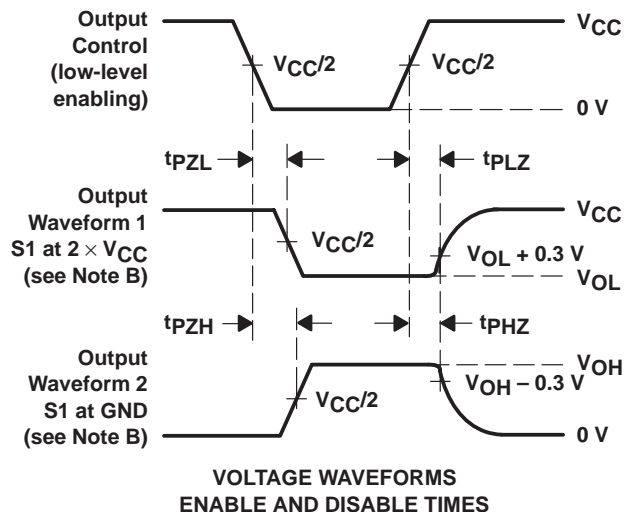 Output
Control
(low-level
enabling)
VCC/2
VCC/2
VCC
0 V
tPZL
tPLZ
Output
Waveform 1
S1 at 2 × VCC
(see Note B)
VCC/2
VCC
VOL + 0.3 V
VOL
tPZH
tPHZ
Output
Waveform 2
S1 at GND
(see Note B)
VCC/2
VOH
VOH – 0.3 V
0 V
VOLTAGE WAVEFORMS
ENABLE AND DISABLE TIMES